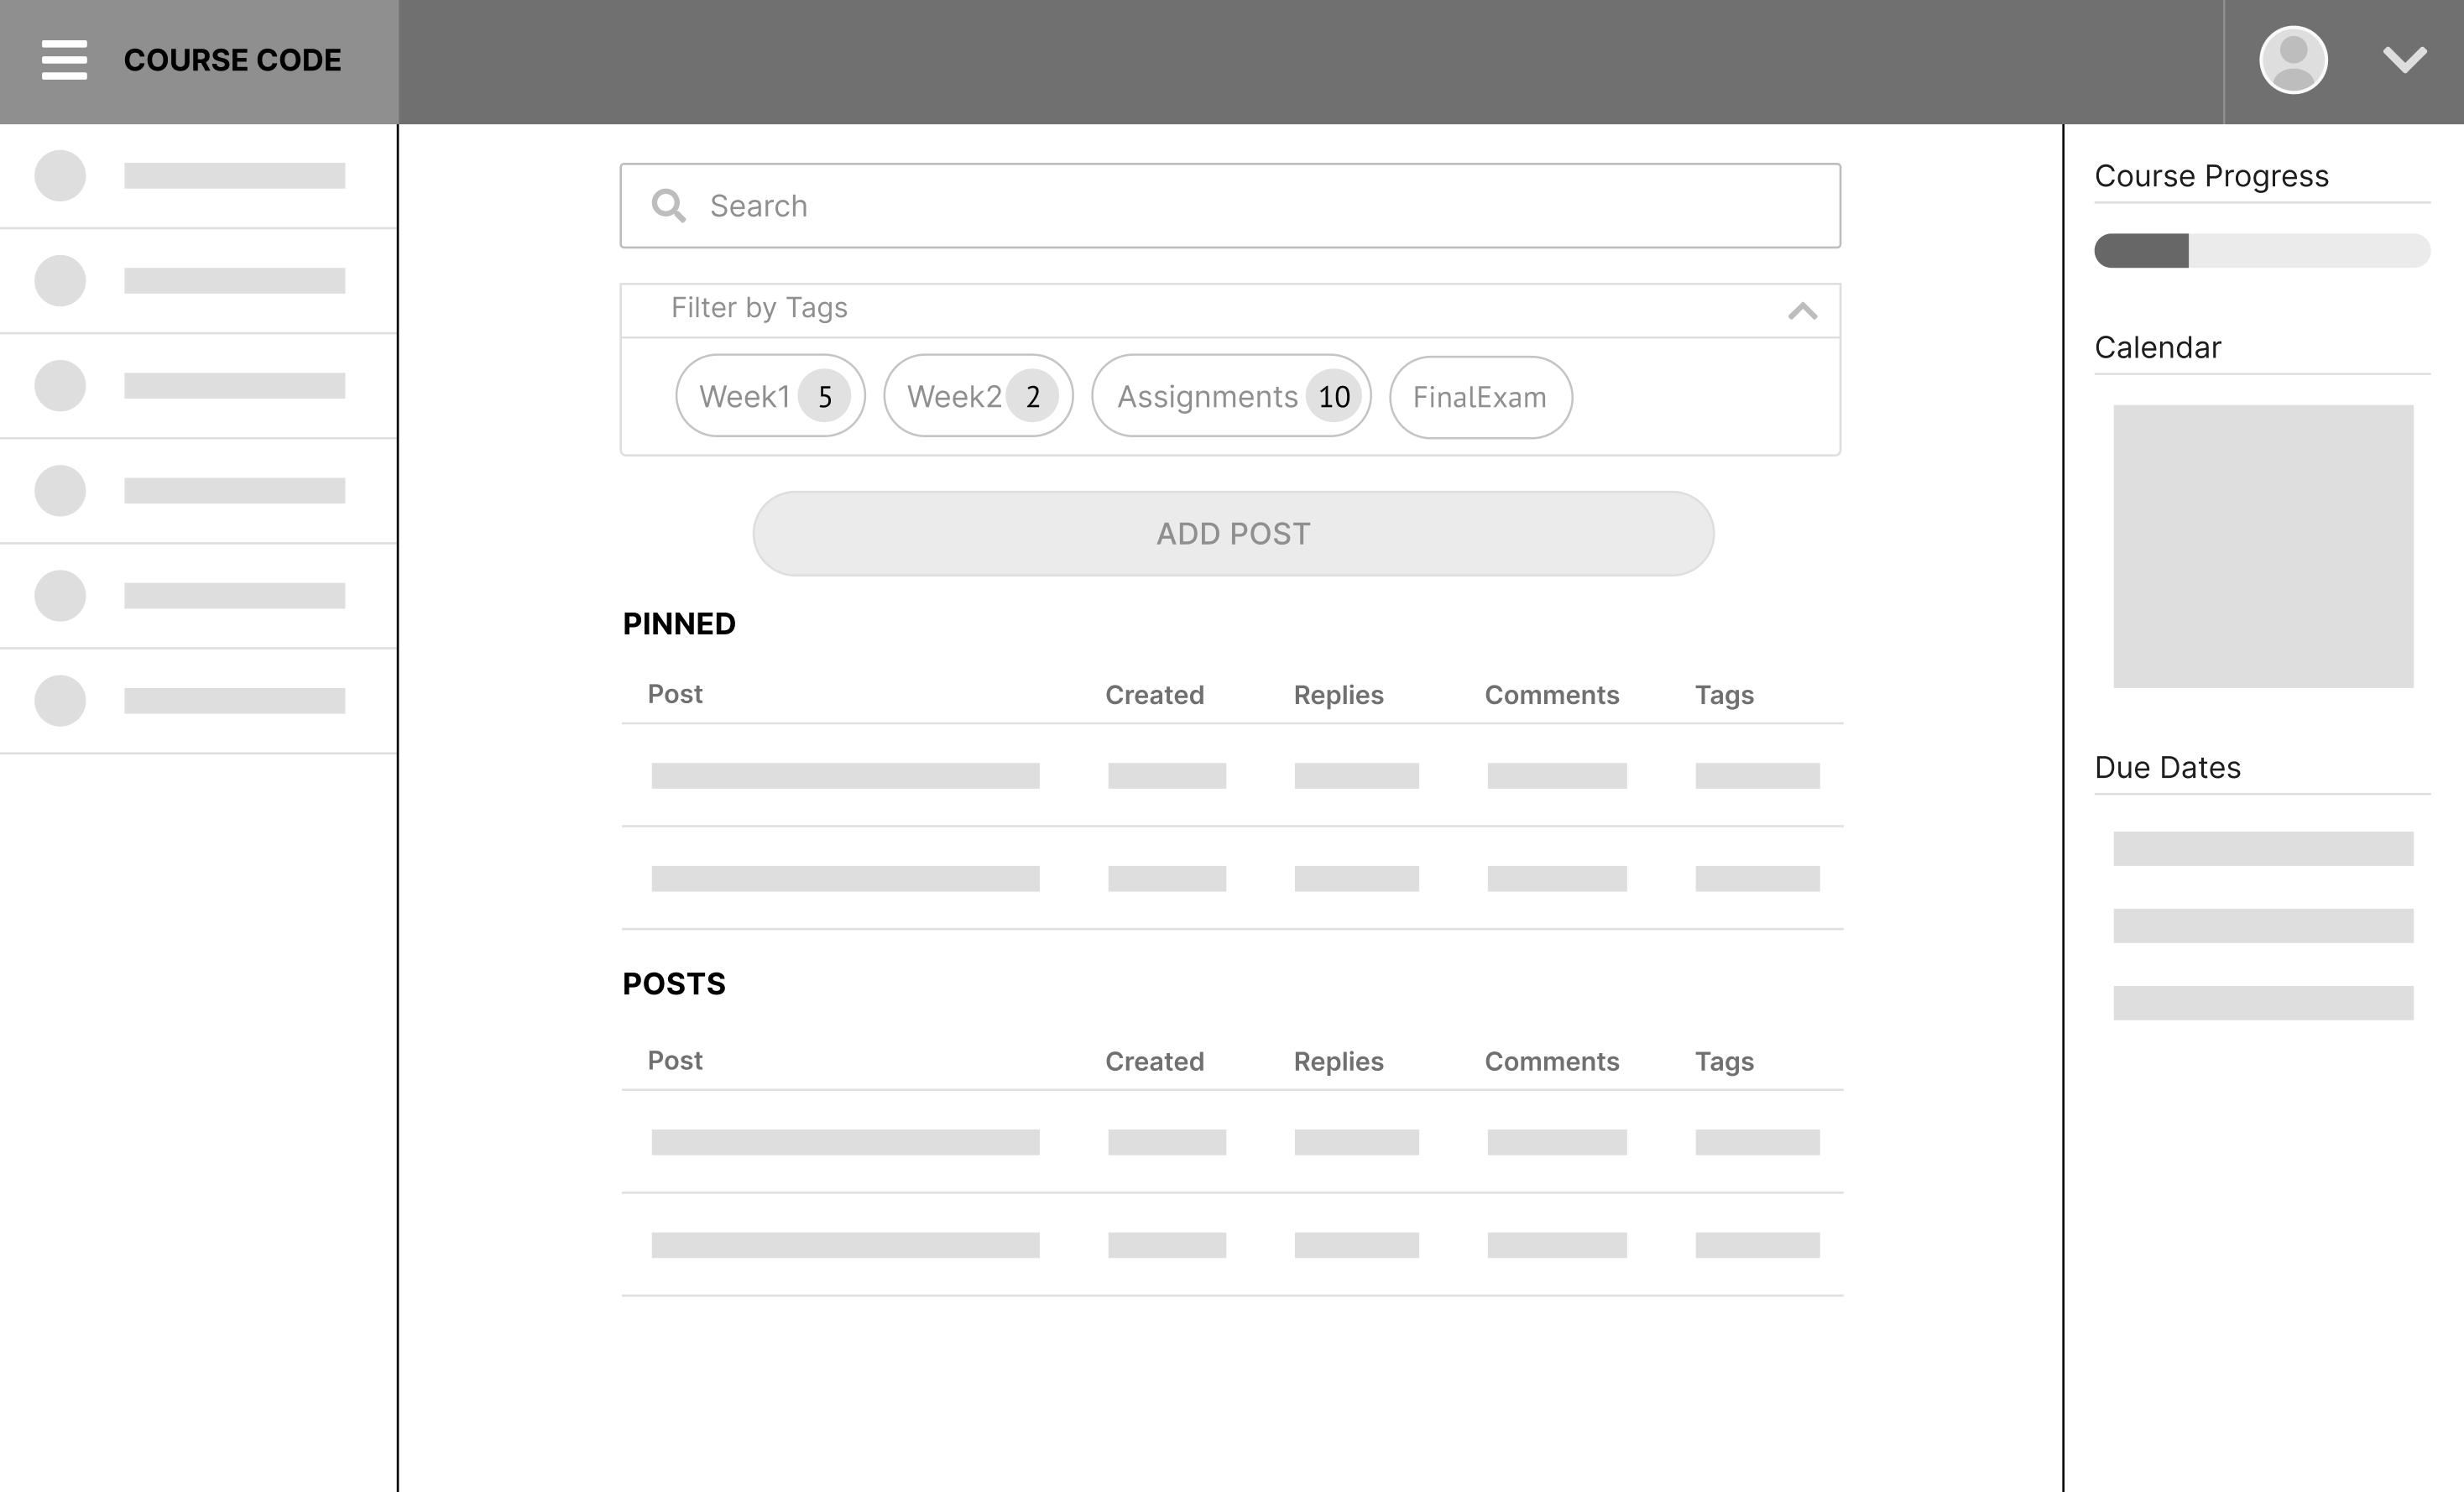 COURSE CODE
Search
Filter by Tags
Week1 5 Week2 2 Assignments 10 FinalExam
ADD POST
PINNED
Post Created Replies Comments Tags
POSTS
Post Created Replies Comments Tags
Course Progress
Calendar
Due Dates